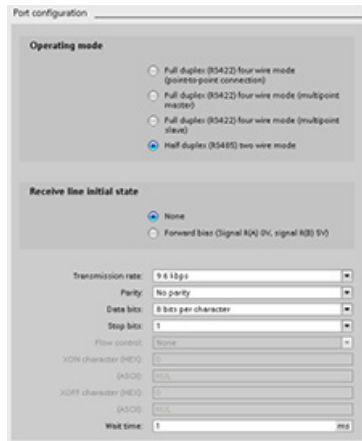 Port configuration
Operating mode
Full duplex (RS422) four wire mode
(point-to-point connection)
Full duplex (RS422) four wire mode (multipoint
master)
Full duplex (RS422) four wire mode (multipoint
slave)
Half duplex (RS485) two wire mode
Receive line initial state
None
Forward bias (Signal R(A) 0V, signal R(B) 5V)
Transmission rate: 9.6 kbps
Parity: No parity
Data bits: 8 bits per character
Stop bits: 1
Flow control: None
XON character (HEX): 0
(ASCII): NUL
XOFF character (HEX): 0
(ASCII): NUL
Wait time: 1 ms